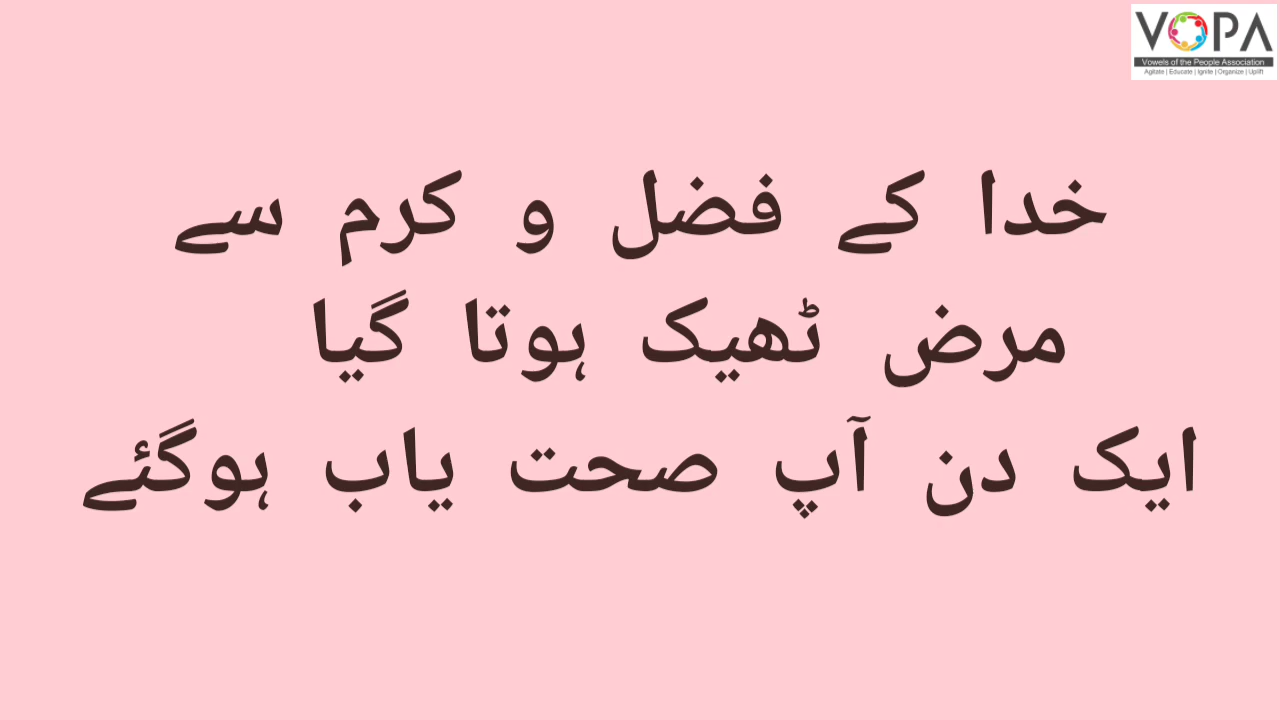 VOPA
Vowels of the People Association
Agitate | Educate | Ignite | Organize | Uplift
خدا کے فضل و کرم سے
مرض ٹھیک ہوتا گیا
ایک دن آپ صحت یاب ہوگئے